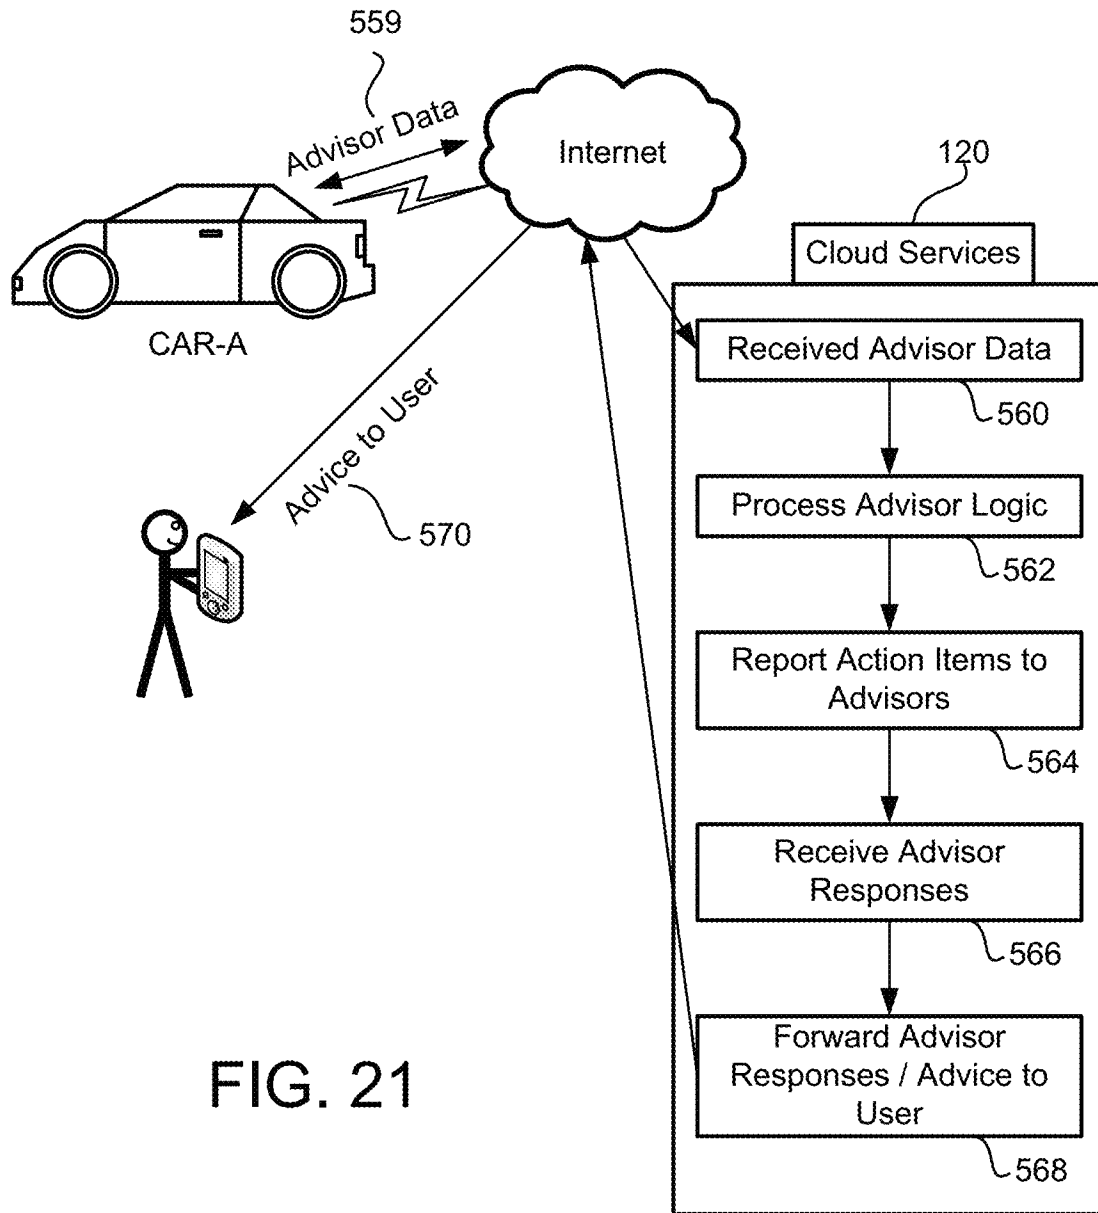 559
Advisor Data
Internet
120
Cloud Services
CAR-A
Received Advisor Data
560
Advice to User
570
Process Advisor Logic
562
Report Action Items to
Advisors
564
Receive Advisor
Responses
566
Forward Advisor
Responses / Advice to
User
568
FIG. 21